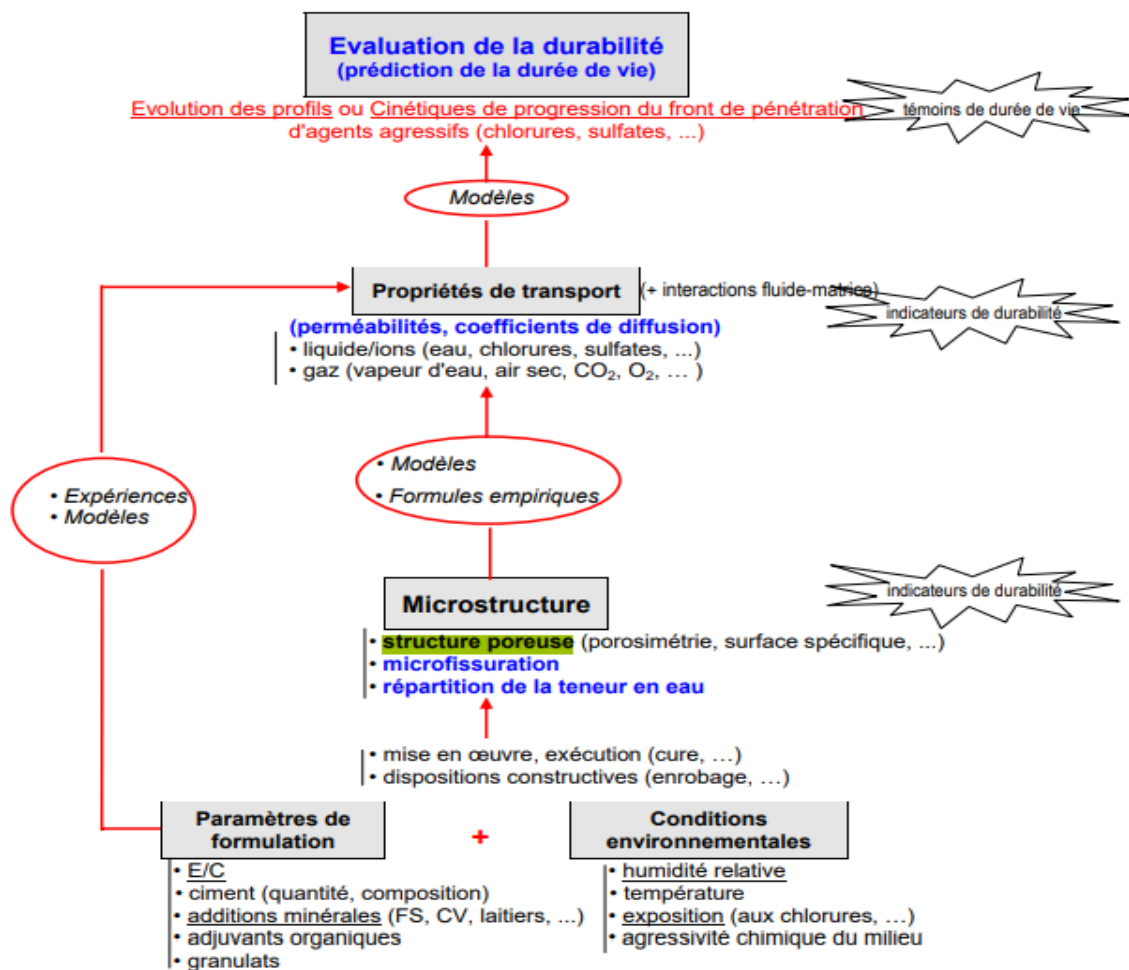 Evaluation de la durabilité
(prédiction de la durée de vie)
Evolution des profils ou Cinétiques de progression du front de pénétration
d'agents agressifs (chlorures, sulfates, ...)
témoins de durée de vie
Modèles
Propriétés de transport
(+ interactions fluide-matrice)
indicateurs de durabilité
(perméabilités, coefficients de diffusion)
• liquide/ions (eau, chlorures, sulfates, ...)
• gaz (vapeur d'eau, air sec, CO₂, O₂, … )
• Modèles
• Formules empiriques
• Expériences
• Modèles
indicateurs de durabilité
Microstructure
• structure poreuse (porosimétrie, surface spécifique, ...)
• microfissuration
• répartition de la teneur en eau
• mise en œuvre, exécution (cure, …)
• dispositions constructives (enrobage, …)
Paramètres de
formulation
+
Conditions
environnementales
• E/C
• ciment (quantité, composition)
• additions minérales (FS, CV, laitiers, ...)
• adjuvants organiques
• granulats
• humidité relative
• température
• exposition (aux chlorures, …)
• agressivité chimique du milieu